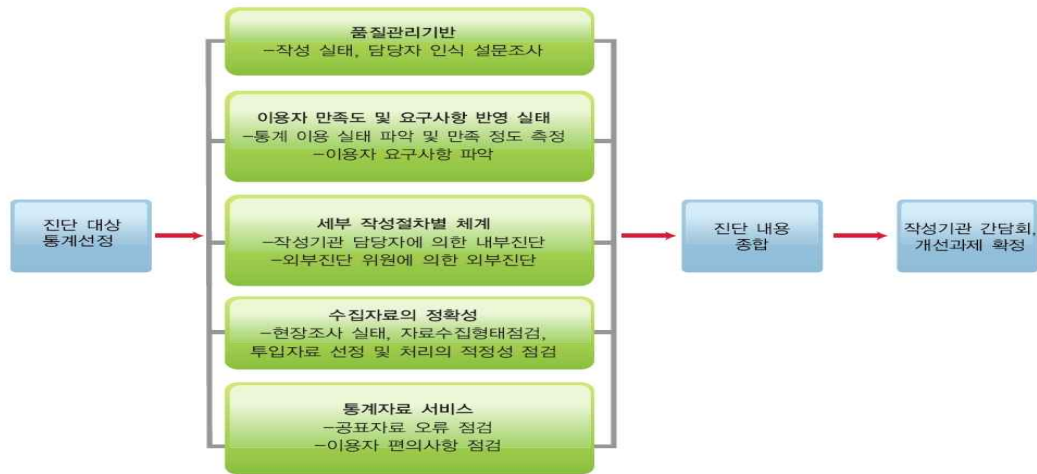 진단 대상
통계선정
품질관리기반
-작성 실태, 담당자 인식 설문조사
이용자 만족도 및 요구사항 반영 실태
-통계 이용 실태 파악 및 만족 정도 측정
-이용자 요구사항 파악
세부 작성절차별 체계
-작성기관 담당자에 의한 내부진단
-외부진단 위원에 의한 외부진단
수집자료의 정확성
-현장조사 실태, 자료수집형태점검,
투입자료 선정 및 처리의 적정성 점검
통계자료 서비스
-공표자료 오류 점검
-이용자 편의사항 점검
진단 내용
종합
작성기관 간담회,
개선과제 확정